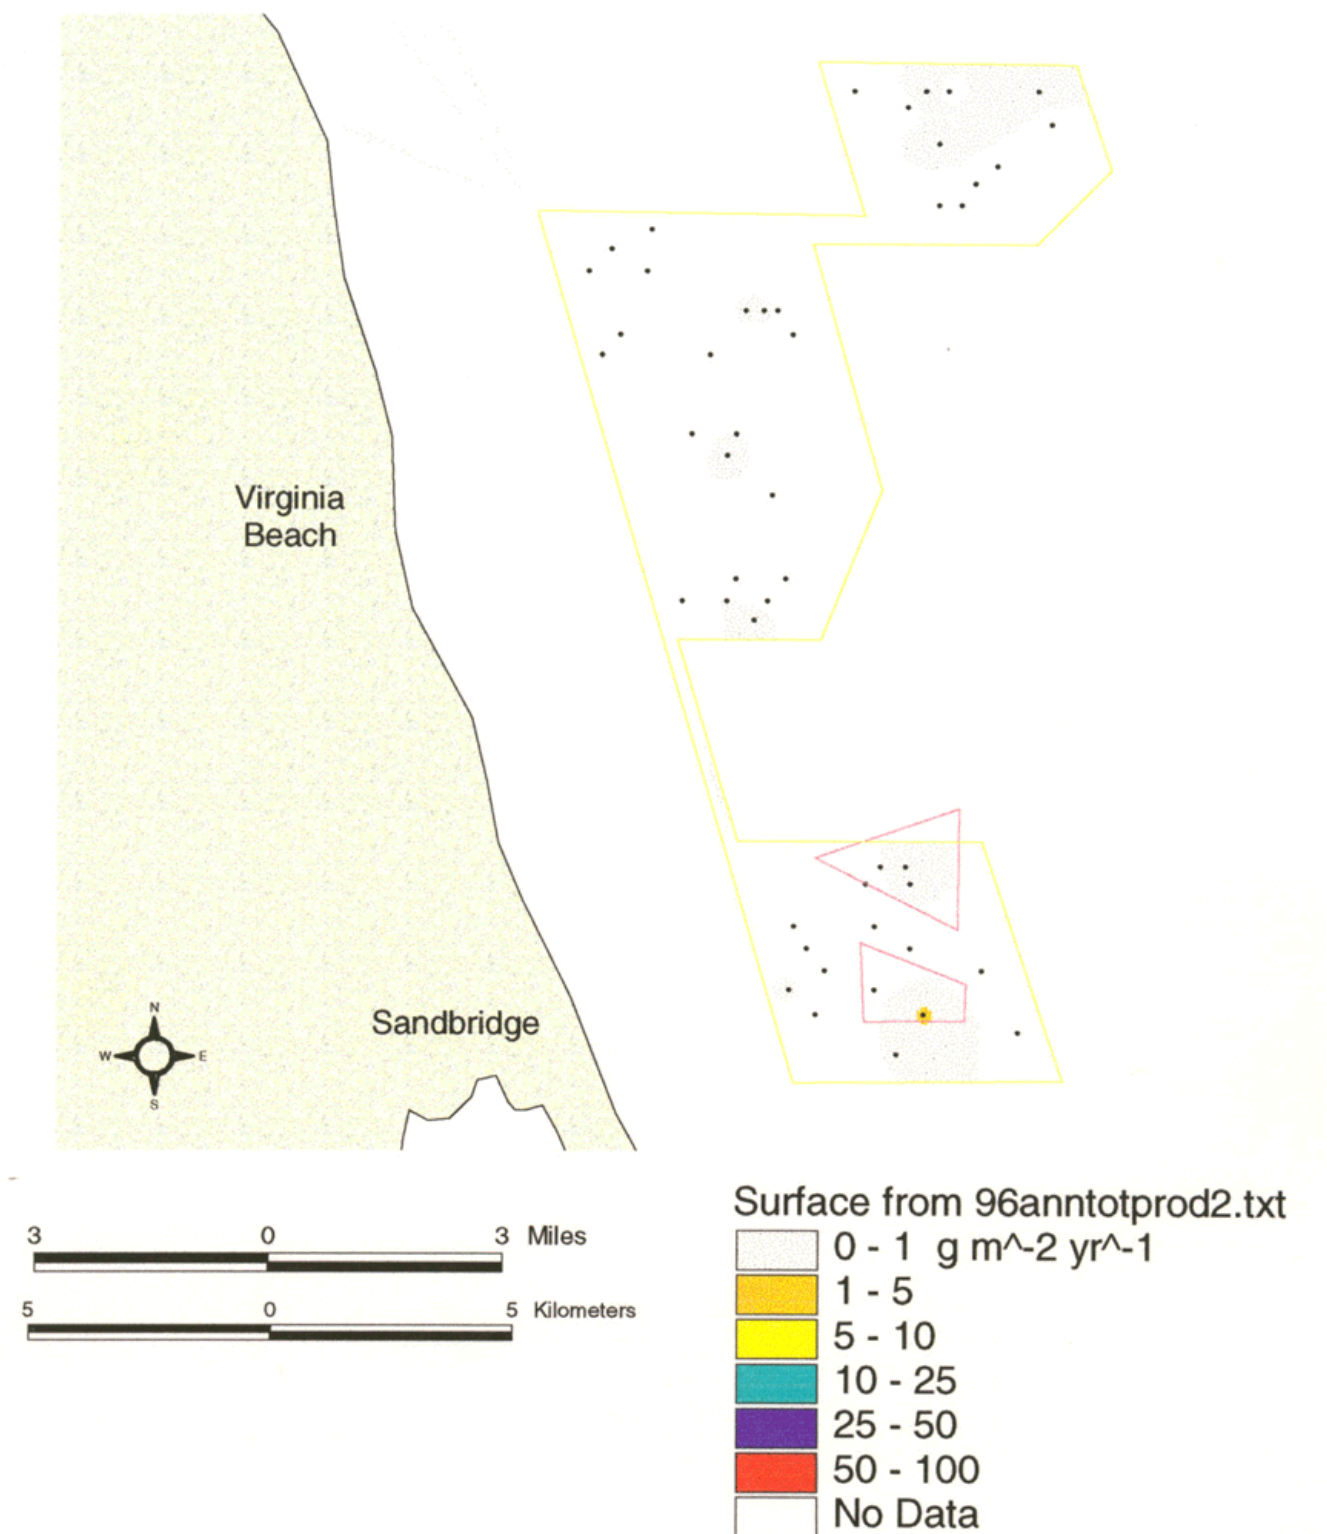 Virginia
Beach
Sandbridge
N
W E
S
3 0 3 Miles
5 0 5 Kilometers
Surface from 96anntotprod2.txt
0 - 1 g m^-2 yr^-1
1 - 5
5 - 10
10 - 25
25 - 50
50 - 100
No Data